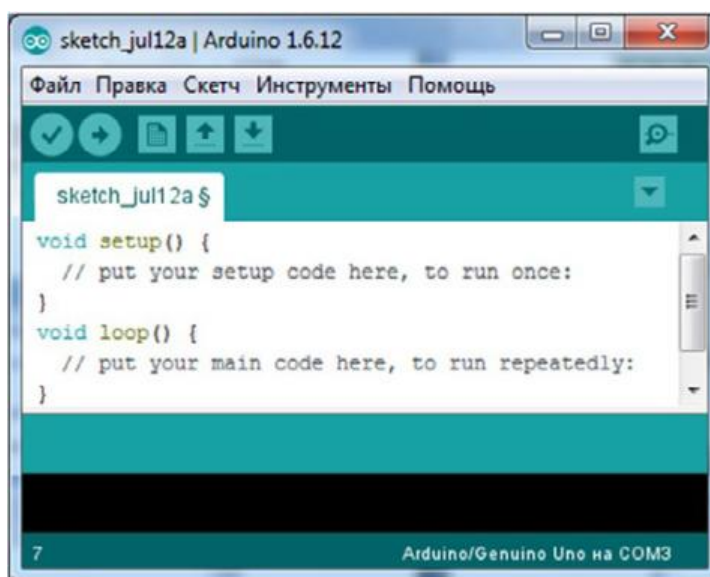 sketch_jul12a | Arduino 1.6.12
Файл Правка Скетч Инструменты Помощь
sketch_jul12a §
void setup() {
  // put your setup code here, to run once:
}
void loop() {
  // put your main code here, to run repeatedly:
}
7 Arduino/Genuino Uno на COM3